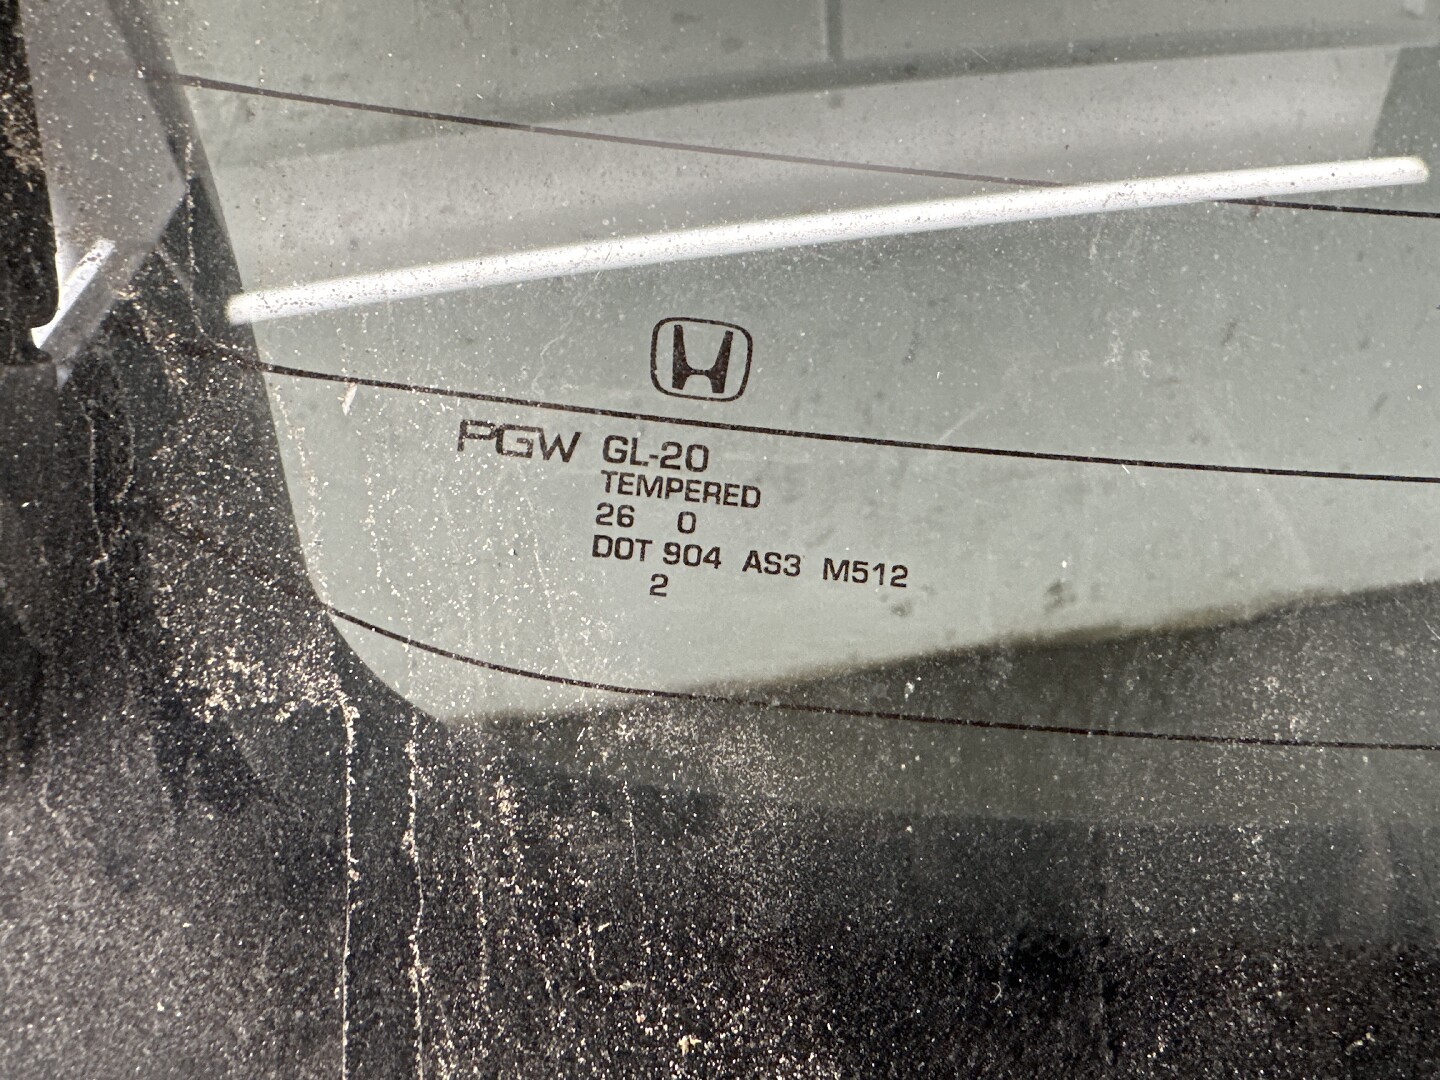 PGW GL-20
TEMPERED
26 0
DOT 904 AS3 M512
2